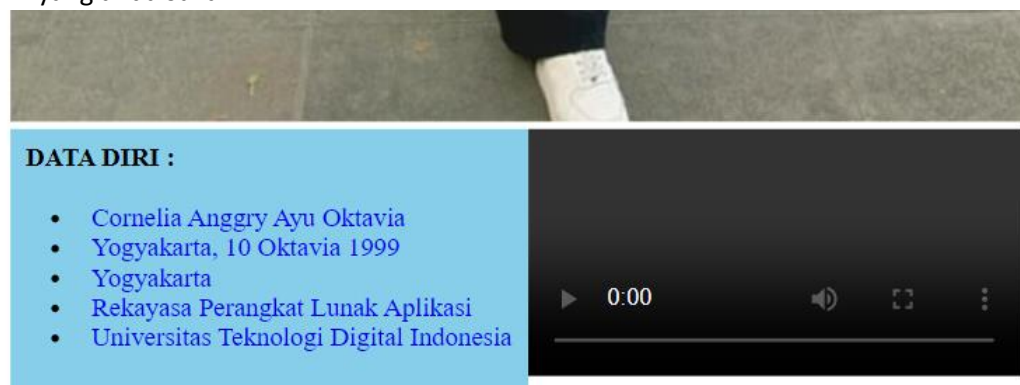 DATA DIRI :
Cornelia Anggry Ayu Oktavia
Yogyakarta, 10 Oktavia 1999
Yogyakarta
Rekayasa Perangkat Lunak Aplikasi
Universitas Teknologi Digital Indonesia
0:00